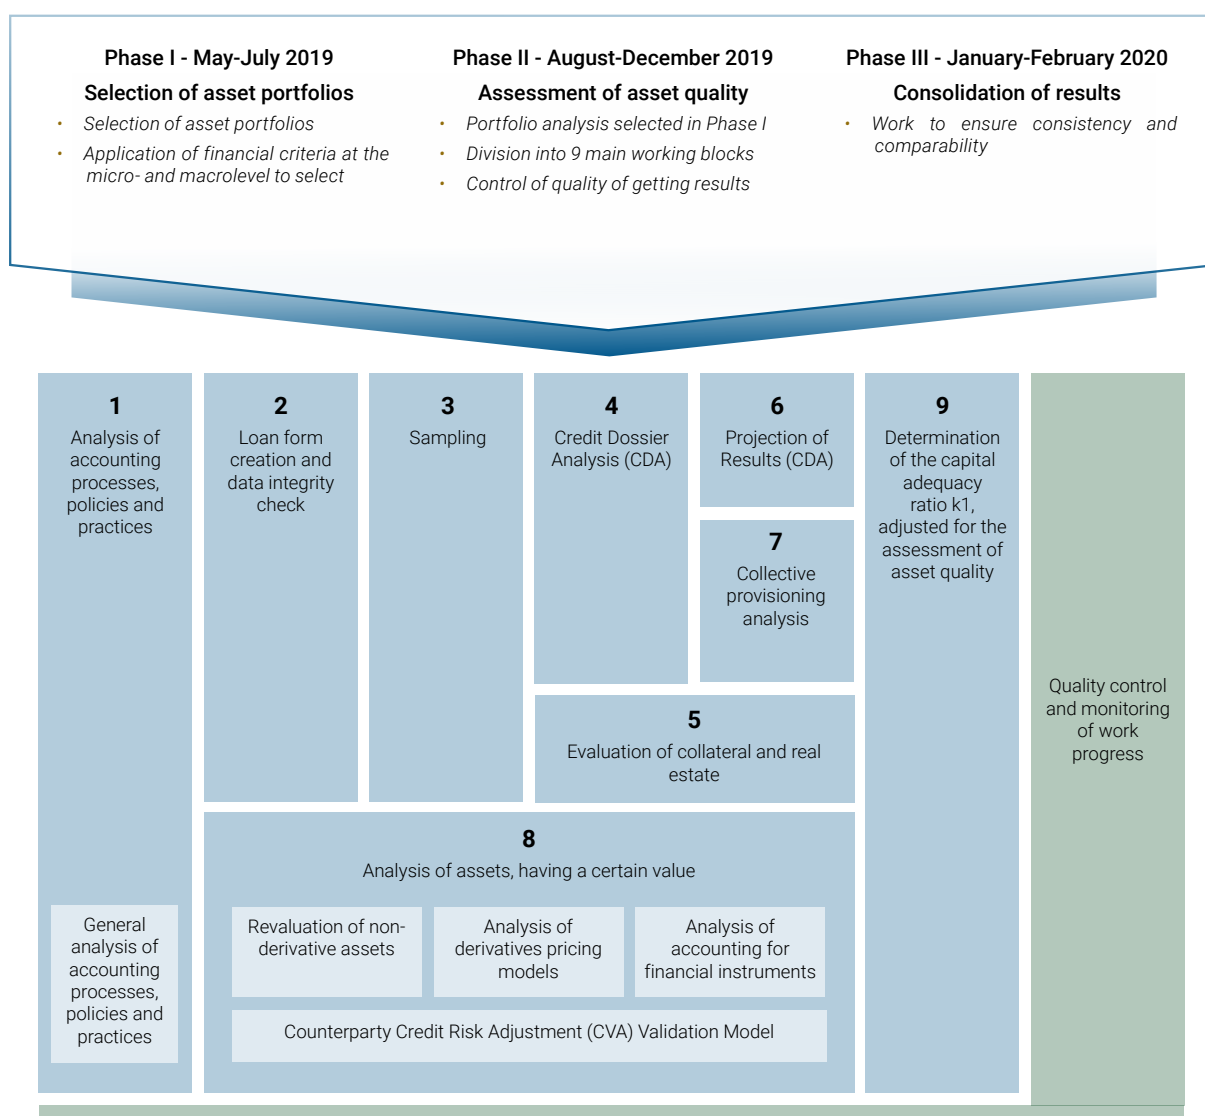 Phase I - May-July 2019
Selection of asset portfolios
• Selection of asset portfolios
• Application of financial criteria at the
micro- and macrolevel to select
Phase II - August-December 2019
Assessment of asset quality
• Portfolio analysis selected in Phase I
• Division into 9 main working blocks
• Control of quality of getting results
Phase III - January-February 2020
Consolidation of results
• Work to ensure consistency and
comparability
1
Analysis of
accounting
processes,
policies and
practices
General
analysis of
accounting
processes,
policies and
practices
2
Loan form
creation and
data integrity
check
3
Sampling
4
Credit Dossier
Analysis (CDA)
6
Projection of
Results (CDA)
7
Collective
provisioning
analysis
5
Evaluation of collateral and real
estate
8
Analysis of assets, having a certain value
Revaluation of non-
derivative assets
Analysis of
derivatives pricing
models
Analysis of
accounting for
financial instruments
Counterparty Credit Risk Adjustment (CVA) Validation Model
9
Determination
of the capital
adequacy
ratio k1,
adjusted for the
assessment of
asset quality
Quality control
and monitoring
of work
progress